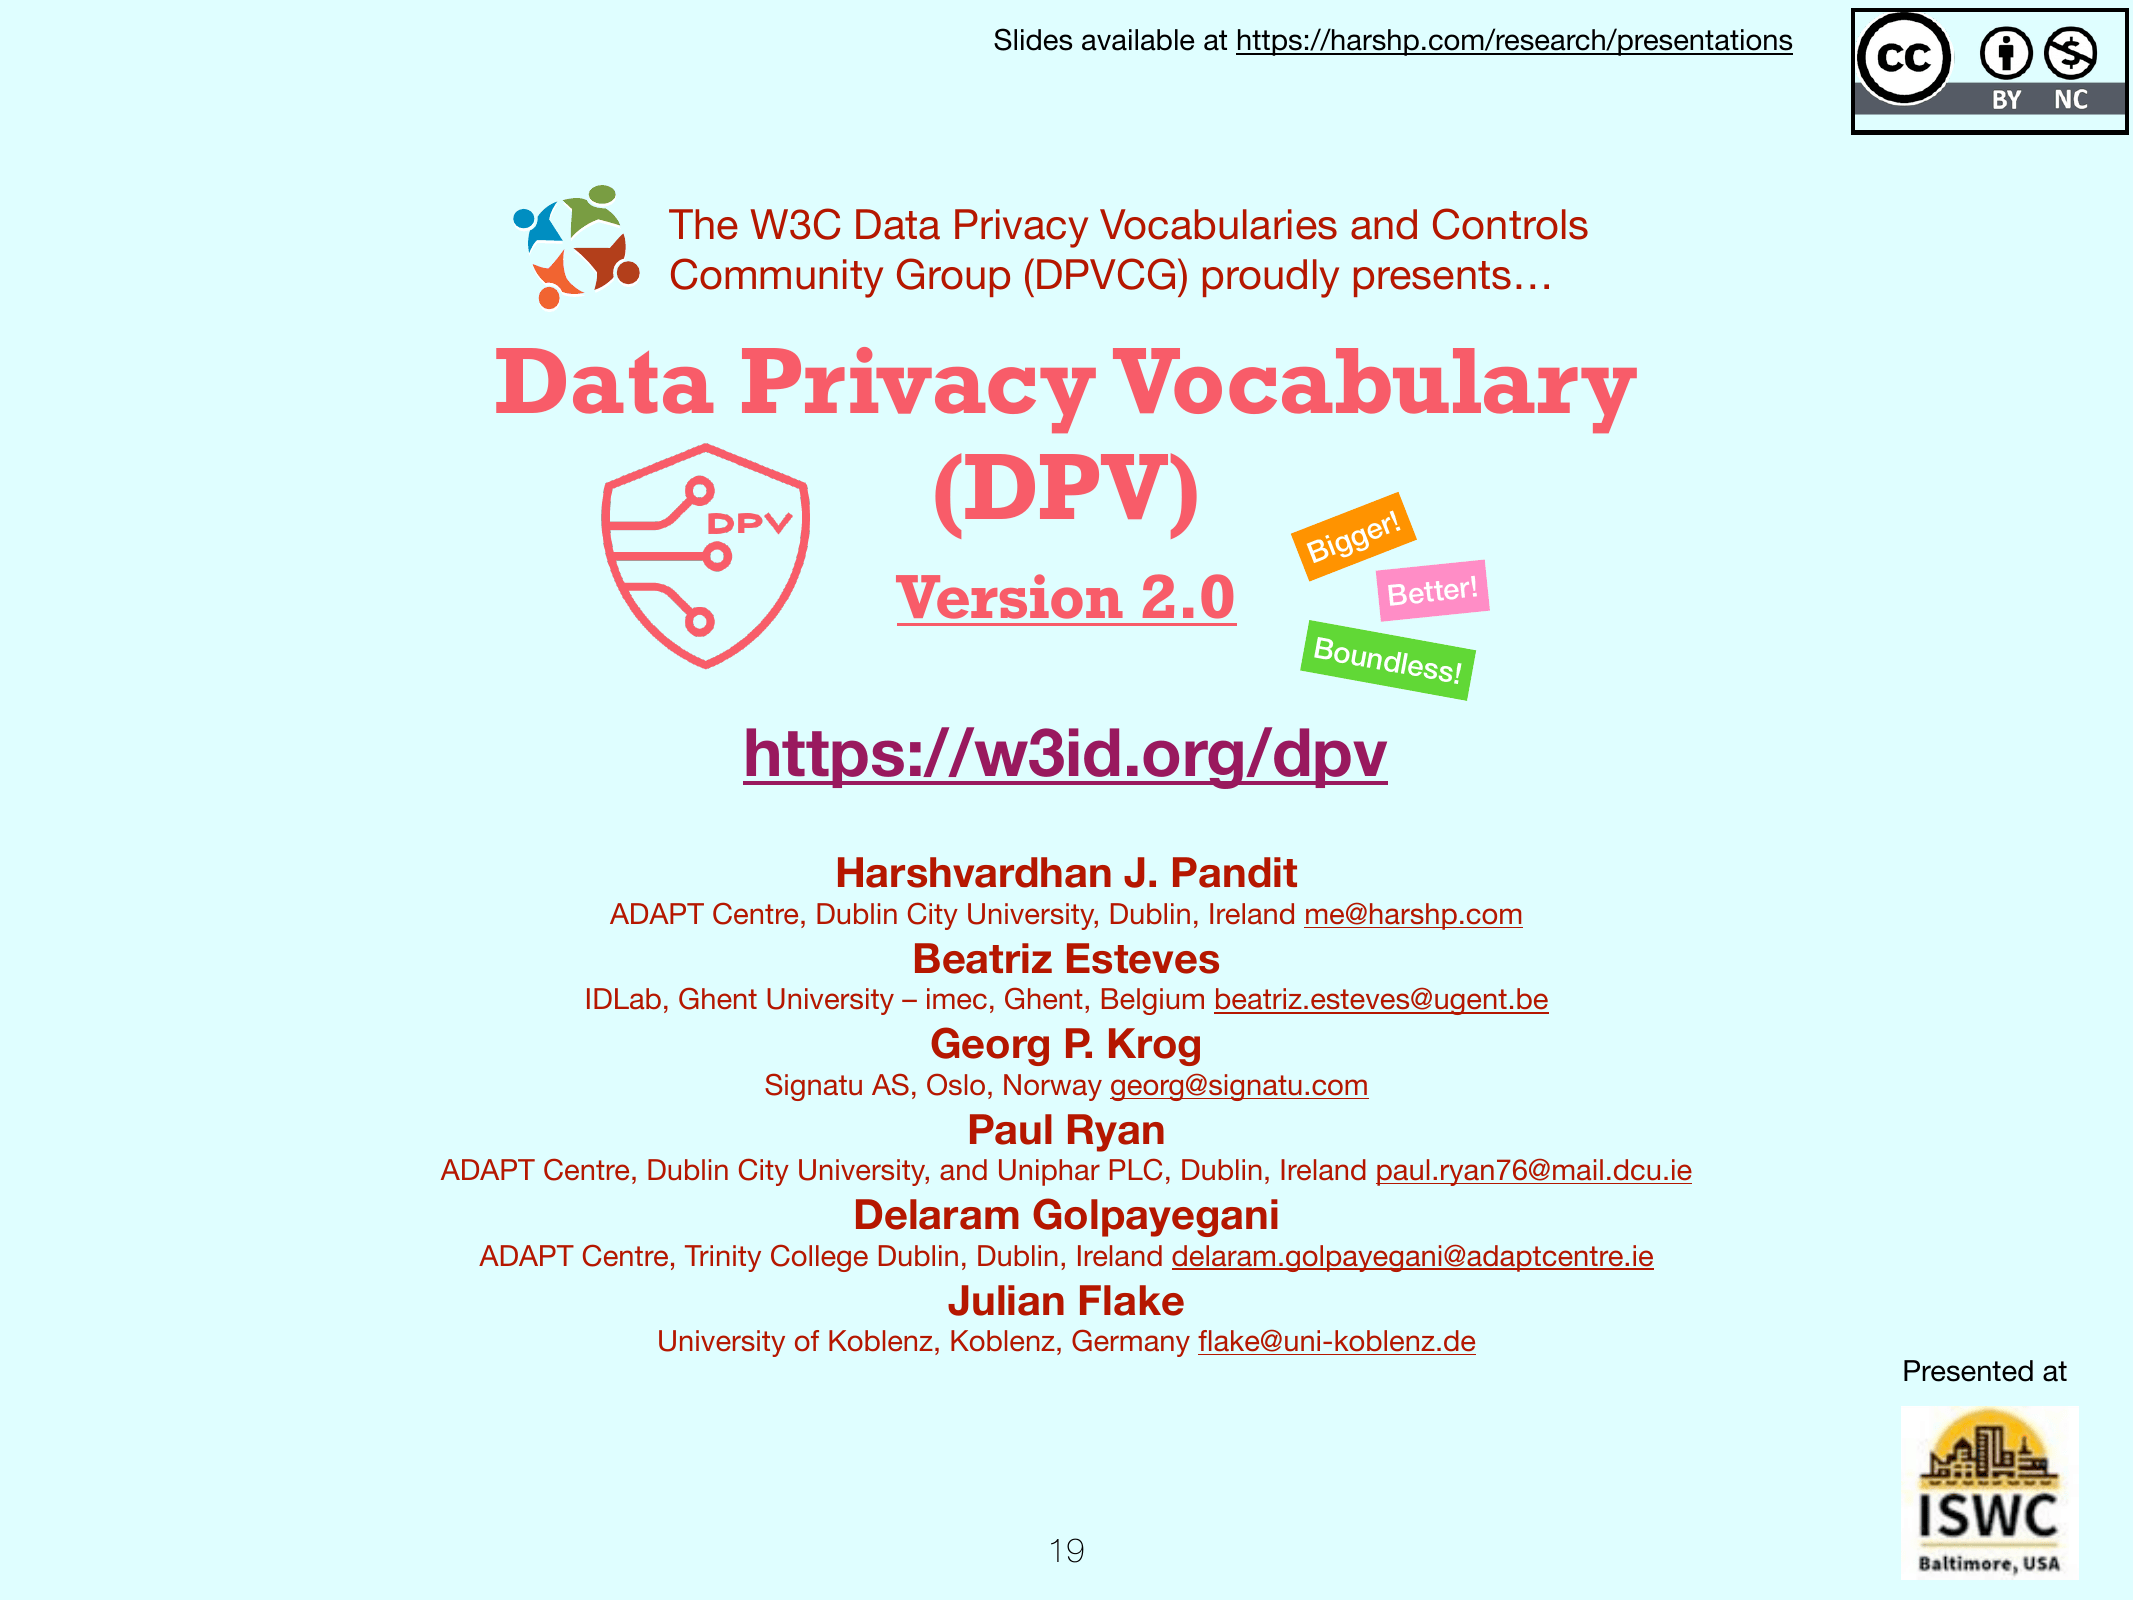 Slides available at https://harshp.com/research/presentations
CC
BY NC
The W3C Data Privacy Vocabularies and Controls
Community Group (DPVCG) proudly presents…
Data Privacy Vocabulary
(DPV)
DPV
Version 2.0
Bigger!
Better!
Boundless!
https://w3id.org/dpv
Harshvardhan J. Pandit
ADAPT Centre, Dublin City University, Dublin, Ireland me@harshp.com
Beatriz Esteves
IDLab, Ghent University – imec, Ghent, Belgium beatriz.esteves@ugent.be
Georg P. Krog
Signatu AS, Oslo, Norway georg@signatu.com
Paul Ryan
ADAPT Centre, Dublin City University, and Uniphar PLC, Dublin, Ireland paul.ryan76@mail.dcu.ie
Delaram Golpayegani
ADAPT Centre, Trinity College Dublin, Dublin, Ireland delaram.golpayegani@adaptcentre.ie
Julian Flake
University of Koblenz, Koblenz, Germany flake@uni-koblenz.de
Presented at
ISWC
Baltimore, USA
19